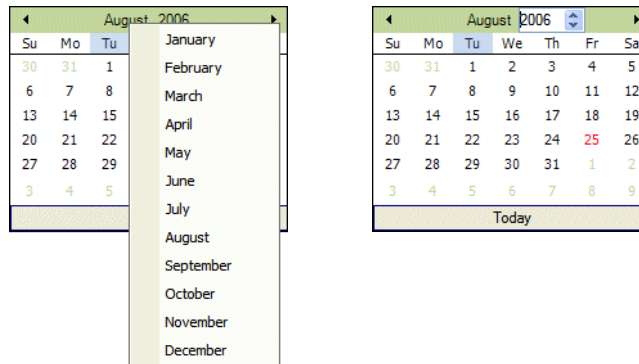 August 2006
Su Mo Tu
30 31 1
6 7 8
13 14 15
20 21 22
27 28 29
3 4 5
January
February
March
April
May
June
July
August
September
October
November
December
August 2006
Su Mo Tu We Th Fr Sa
30 31 1 2 3 4 5
6 7 8 9 10 11 12
13 14 15 16 17 18 19
20 21 22 23 24 25 26
27 28 29 30 31 1 2
3 4 5 6 7 8 9
Today